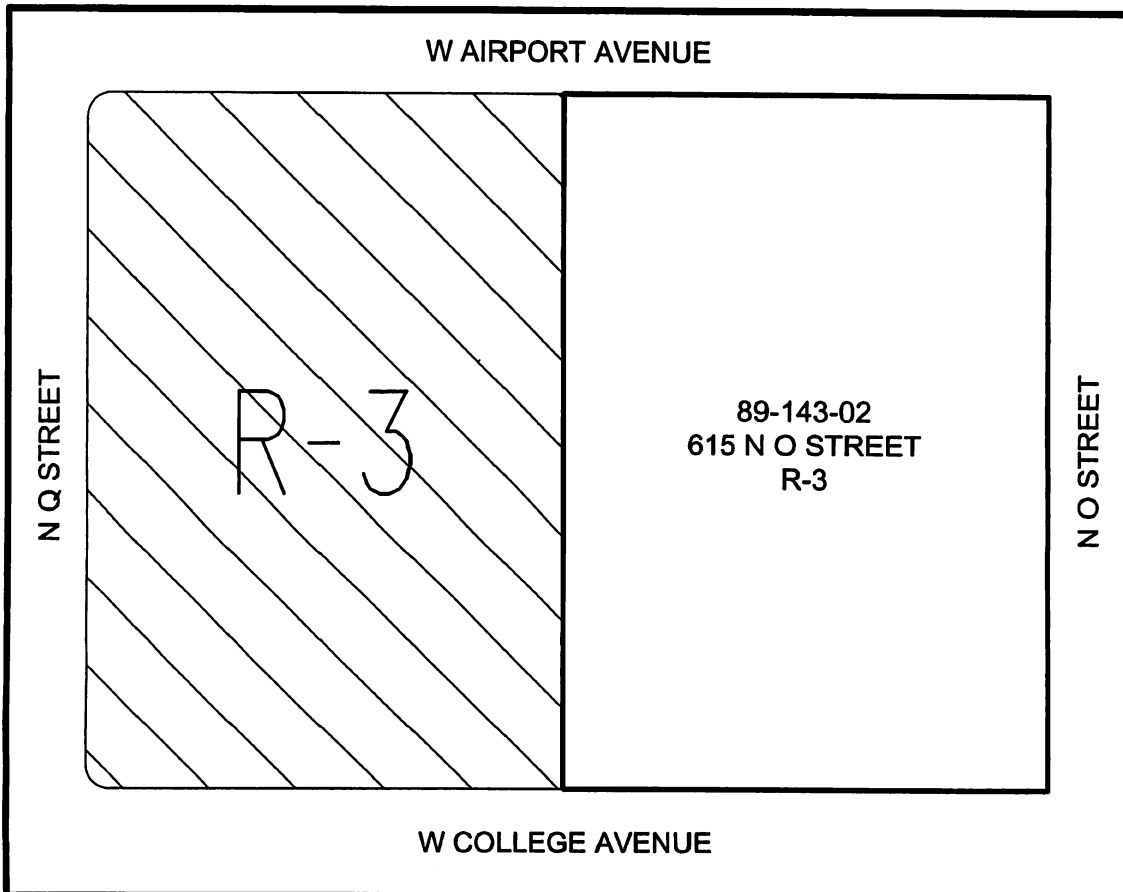 W AIRPORT AVENUE
N Q STREET
R-3
89-143-02
615 N O STREET
R-3
N O STREET
W COLLEGE AVENUE